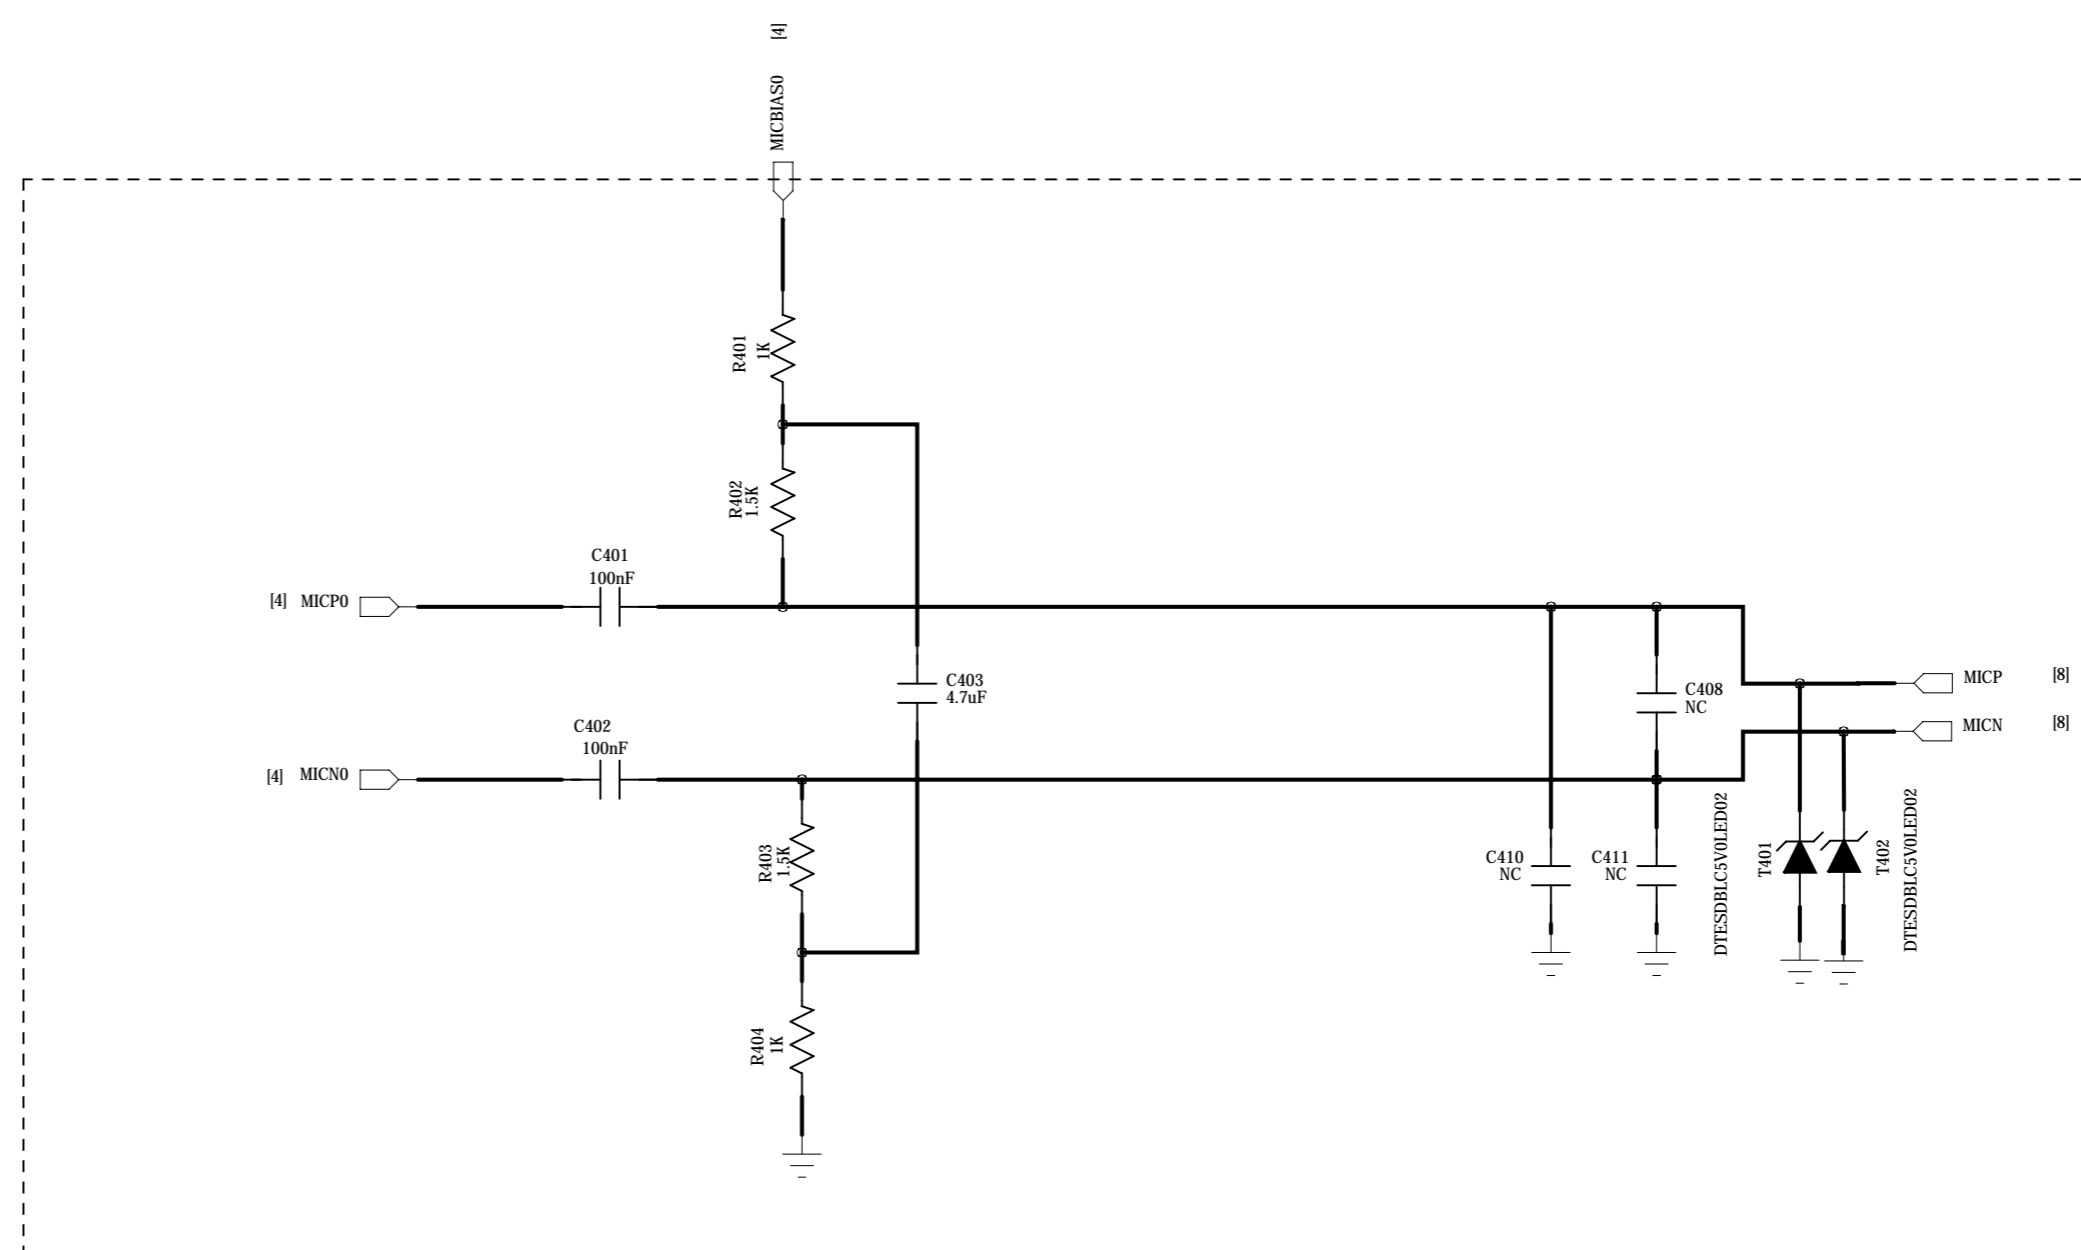 [4]
MICBIAS0
R401
1K
R402
1.5K
C401
100nF
[4] MICP0
C403
4.7uF
C408
NC
MICP [8]
MICN [8]
C402
100nF
[4] MICN0
R403
1.5K
C410
NC
C411
NC
DTESDBLC5V0LED02
T401
T402
DTESDBLC5V0LED02
R404
1K